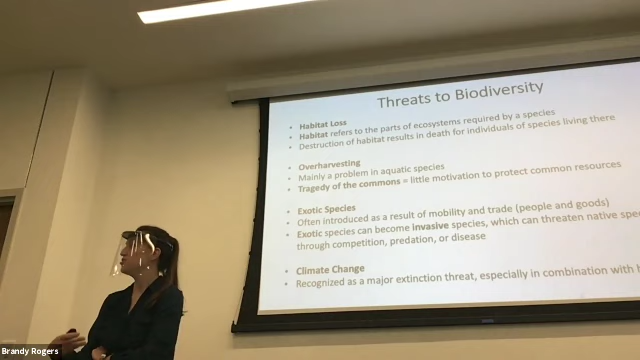 Threats to Biodiversity
• Habitat Loss
• Habitat refers to the parts of ecosystems required by a species
• Destruction of habitat results in death for individuals of species living there
• Overharvesting
• Mainly a problem in aquatic species
• Tragedy of the commons = little motivation to protect common resources
• Exotic Species
• Often introduced as a result of mobility and trade (people and goods)
• Exotic species can become invasive species, which can threaten native
through competition, predation, or disease
• Climate Change
• Recognized as a major extinction threat, especially in combination with
Brandy Rogers